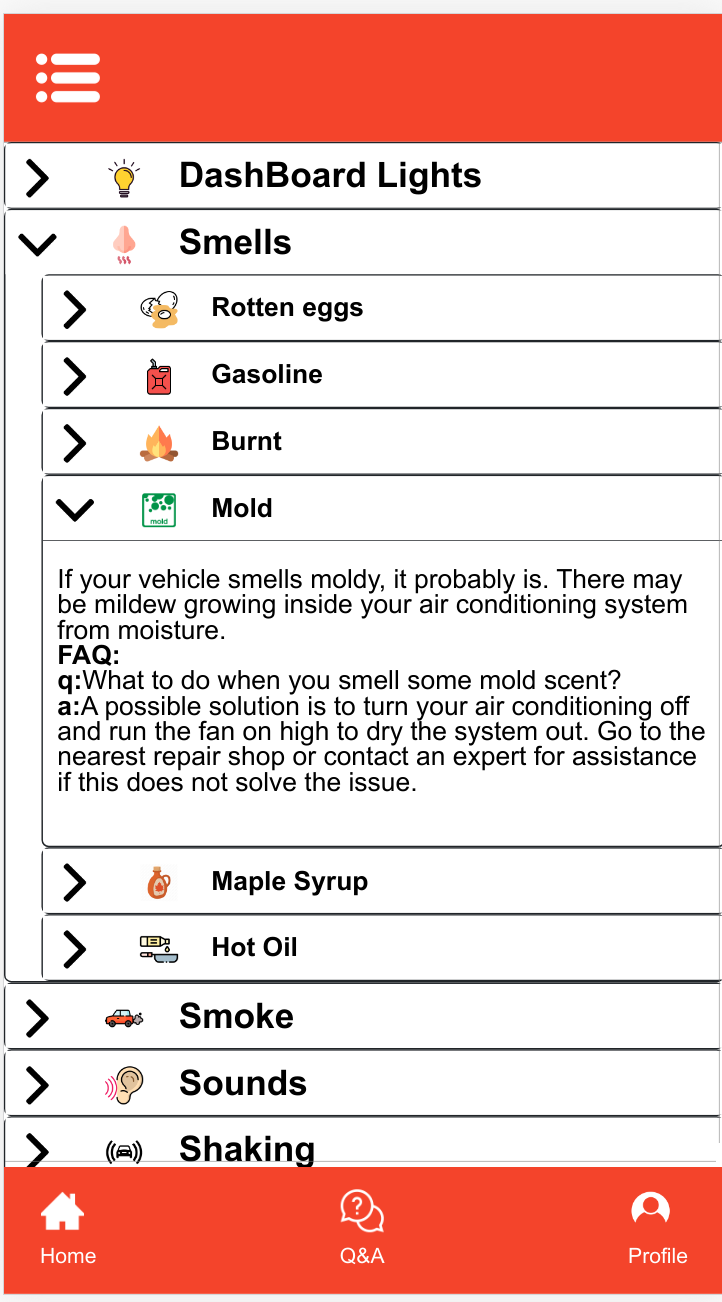 DashBoard Lights
Smells
Rotten eggs
Gasoline
Burnt
mold
Mold
If your vehicle smells moldy, it probably is. There may
be mildew growing inside your air conditioning system
from moisture.
FAQ:
q:What to do when you smell some mold scent?
a:A possible solution is to turn your air conditioning off
and run the fan on high to dry the system out. Go to the
nearest repair shop or contact an expert for assistance
if this does not solve the issue.
Maple Syrup
Hot Oil
Smoke
Sounds
Shaking
Home
Q&A
Profile